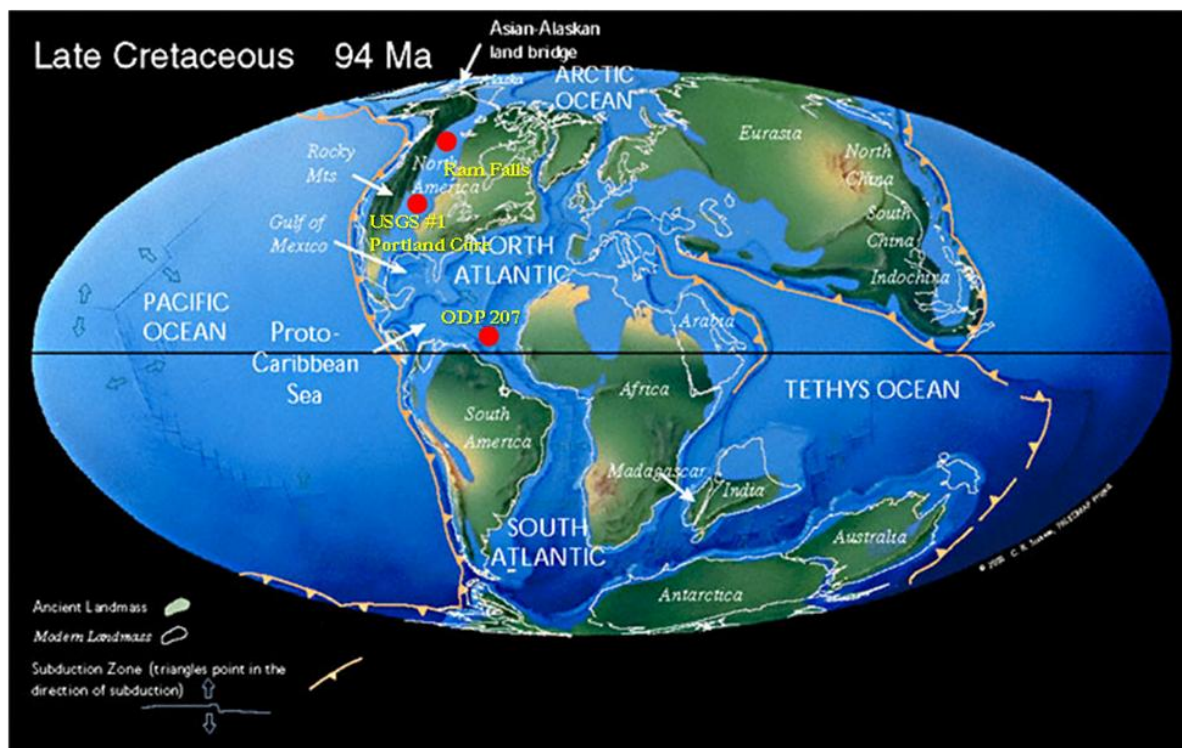 Late Cretaceous 94 Ma
Asian-Alaskan
land bridge
Alaska
ARCTIC
OCEAN
Eurasia
Rocky
Mts
North
America
Ram Falls
North
China
Gulf of
Mexico
USGS #1
Portland Core
NORTH
ATLANTIC
South
China
Indochina
PACIFIC
OCEAN
ODP 207
Arabia
Proto-
Caribbean
Sea
Africa
TETHYS OCEAN
South
America
Madagascar
India
SOUTH
ATLANTIC
Australia
Antarctica
Ancient Landmass
Modern Landmass
Subduction Zone (triangles point in the
direction of subduction)